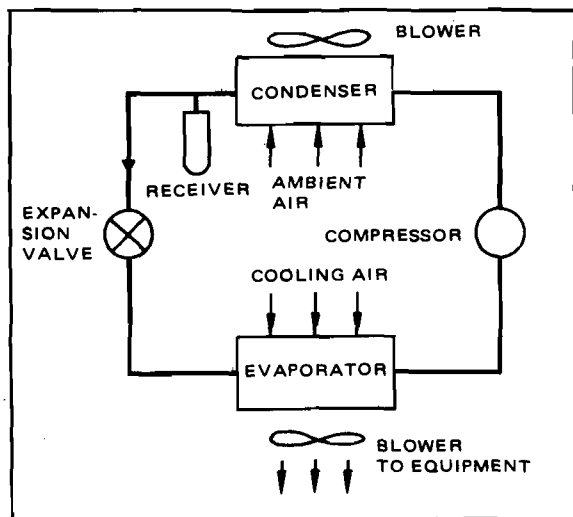 BLOWER
CONDENSER
RECEIVER
AMBIENT
AIR
EXPAN-
SION
VALVE
COMPRESSOR
COOLING AIR
EVAPORATOR
BLOWER
TO EQUIPMENT